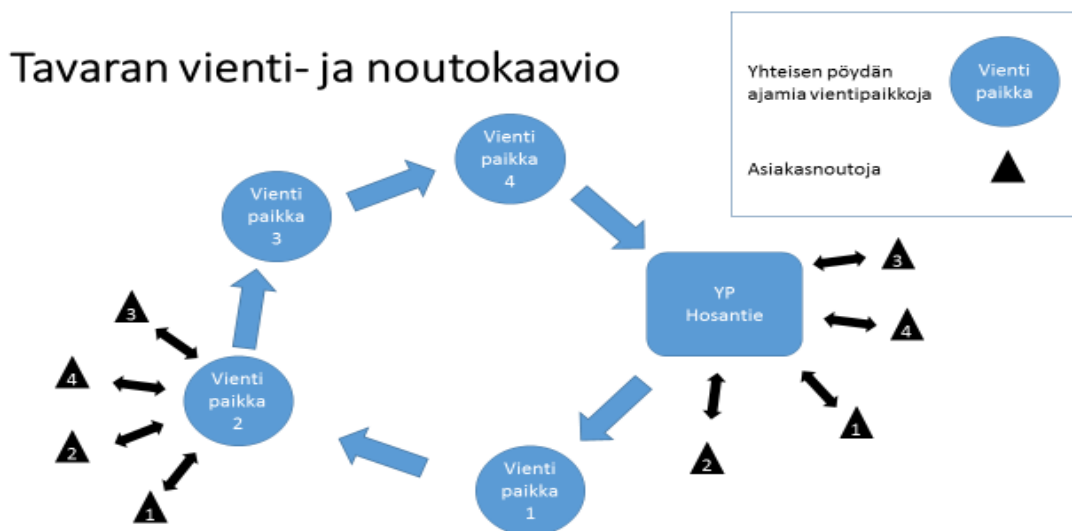 Tavaran vienti- ja noutokaavio
Yhteisen pöydän
ajamia vientipaikkoja
Vienti
paikka
Asiakasnoutoja
Vienti
paikka
4
Vienti
paikka
3
YP
Hosantie
3
4
1
2
Vienti
paikka
2
3
4
2
1
Vienti
paikka
1